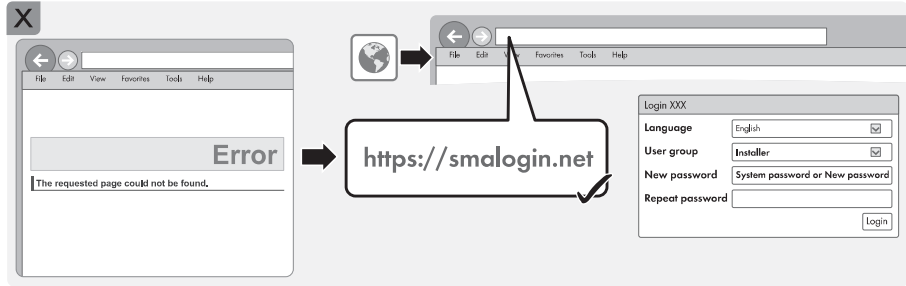 X
File Edit View Favorites Tools Help
Error
The requested page could not be found.
File Edit View Favorites Tools Help
https://smalogin.net
Login XXX
Language English
User group Installer
New password System password or New password
Repeat password
Login